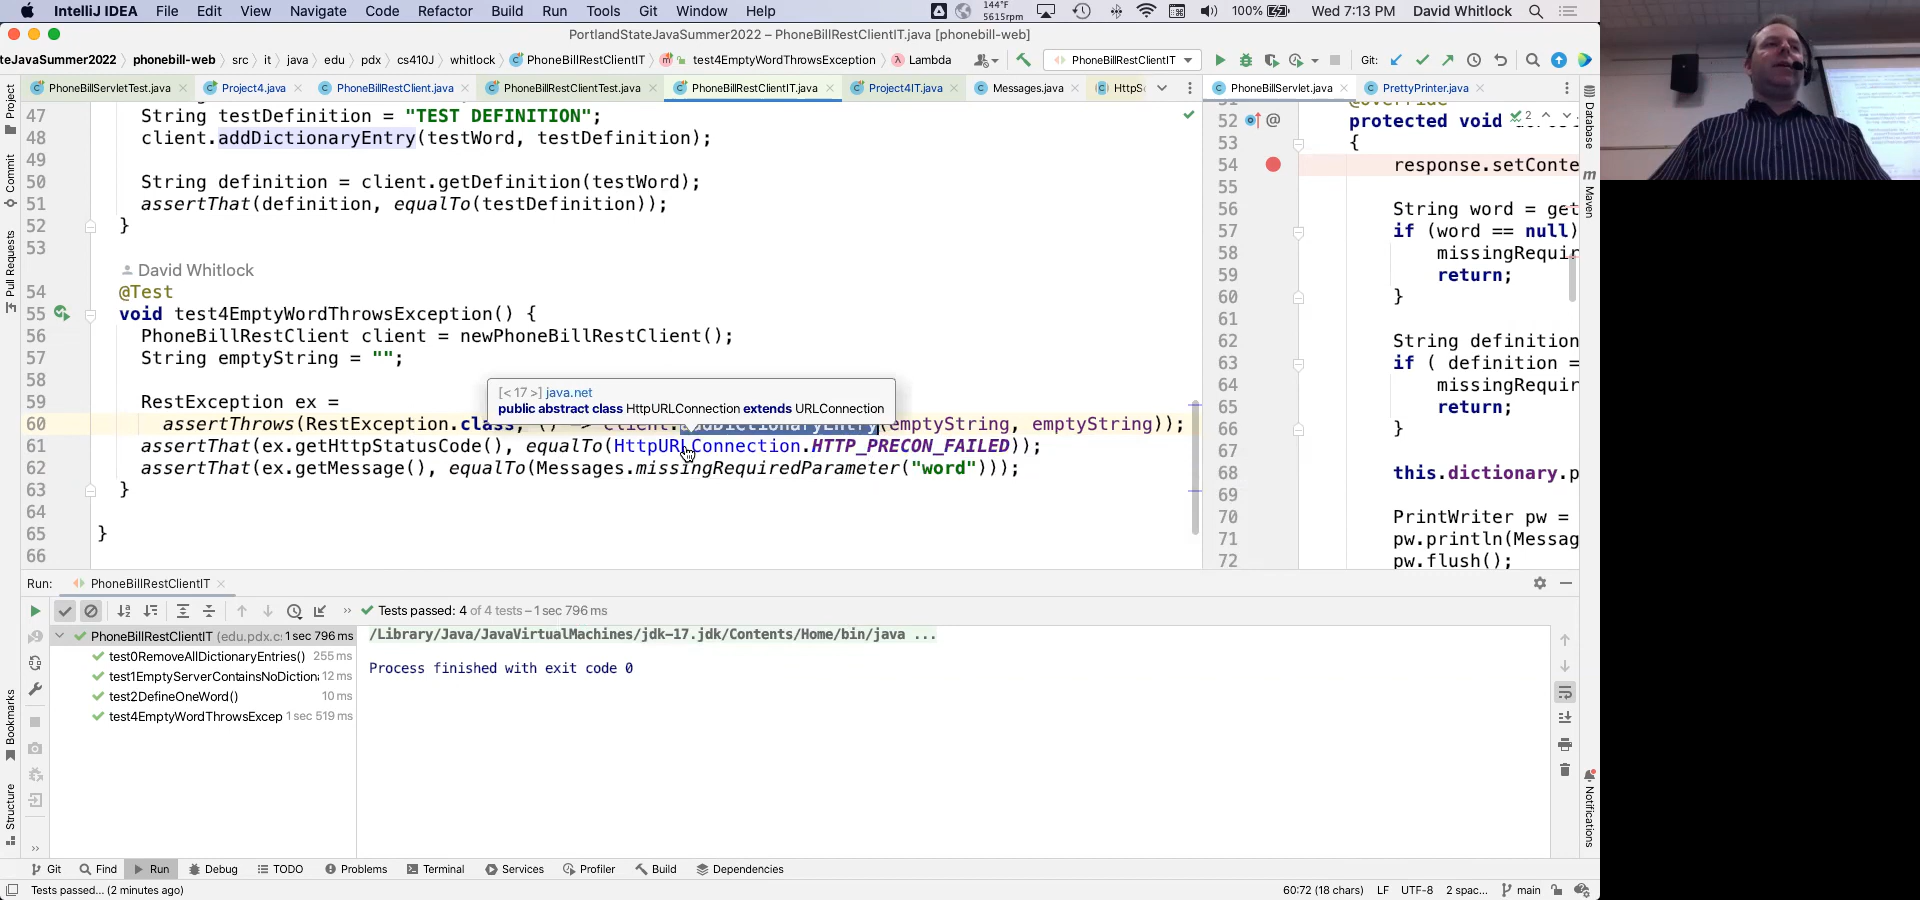 IntelliJ IDEA File Edit View Navigate Code Refactor Build Run Tools Git Window Help 144°F 5615rpm 100% Wed 7:13 PM David Whitlock
PortlandStateJavaSummer2022 – PhoneBillRestClientIT.java [phonebill-web]
teJavaSummer2022 phonebill-web src it java edu pdx cs410J whitlock PhoneBillRestClientIT test4EmptyWordThrowsException Lambda PhoneBillRestClientIT Git:
PhoneBillServletTest.java Project4.java PhoneBillRestClient.java PhoneBillRestClientTest.java PhoneBillRestClientIT.java Project4IT.java Messages.java HttpS PhoneBillServlet.java PrettyPrinter.java
Project
Commit
Pull Requests
Bookmarks
Structure
47 String testDefinition = "TEST DEFINITION";
48 client.addDictionaryEntry(testWord, testDefinition);
49
50 String definition = client.getDefinition(testWord);
51 assertThat(definition, equalTo(testDefinition));
52 }
53
David Whitlock
54 @Test
55 void test4EmptyWordThrowsException() {
56 PhoneBillRestClient client = newPhoneBillRestClient();
57 String emptyString = "";
58
59 RestException ex =
[< 17 >] java.net
public abstract class HttpURLConnection extends URLConnection
60 assertThrows(RestException.class, () -> client.addDictionaryEntry(emptyString, emptyString));
61 assertThat(ex.getHttpStatusCode(), equalTo(HttpURLConnection.HTTP_PRECON_FAILED));
62 assertThat(ex.getMessage(), equalTo(Messages.missingRequiredParameter("word")));
63 }
64
65 }
66
52 @ protected void 2
53 {
54 response.setConte
55
56 String word = get
57 if (word == null)
58 missingRequir
59 return;
60 }
61
62 String definition
63 if ( definition =
64 missingRequir
65 return;
66 }
67
68 this.dictionary.p
69
70 PrintWriter pw =
71 pw.println(Messag
72 pw.flush();
Database
Maven
Notifications
Run: PhoneBillRestClientIT
Tests passed: 4 of 4 tests – 1 sec 796 ms
PhoneBillRestClientIT (edu.pdx.c 1 sec 796 ms
test0RemoveAllDictionaryEntries() 255 ms
test1EmptyServerContainsNoDiction 12 ms
test2DefineOneWord() 10 ms
test4EmptyWordThrowsExcep 1 sec 519 ms
/Library/Java/JavaVirtualMachines/jdk-17.jdk/Contents/Home/bin/java ...
Process finished with exit code 0
Git Find Run Debug TODO Problems Terminal Services Profiler Build Dependencies
Tests passed... (2 minutes ago) 60:72 (18 chars) LF UTF-8 2 spac... main